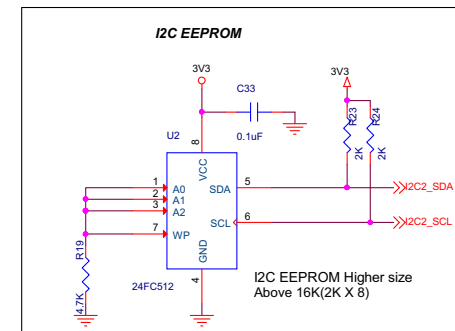 I2C EEPROM
3V3
C33
0.1uF
3V3
R23
2K
R24
2K
U2
8
VCC
1
A0
2
A1
3
A2
7
WP
SDA
5
I2C2_SDA
SCL
6
I2C2_SCL
GND
4
R19
4.7K
24FC512
I2C EEPROM Higher size
Above 16K(2K X 8)